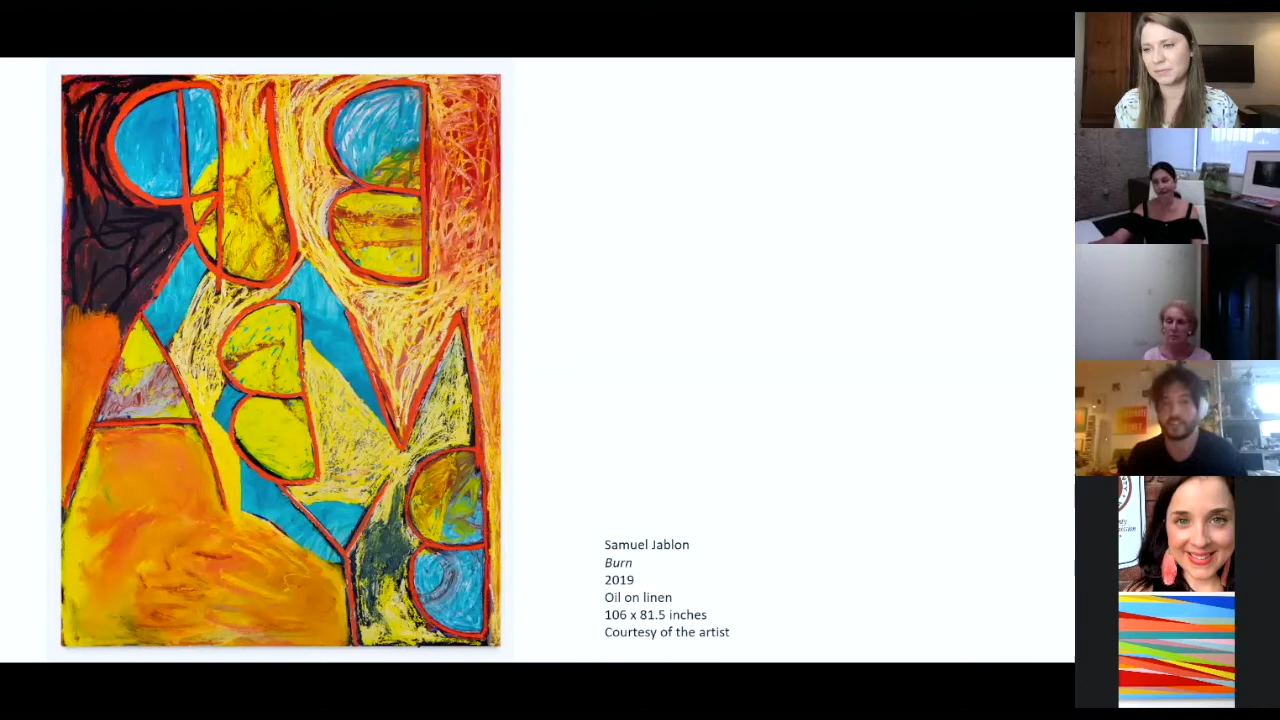 Samuel Jablon
Burn
2019
Oil on linen
106 x 81.5 inches
Courtesy of the artist